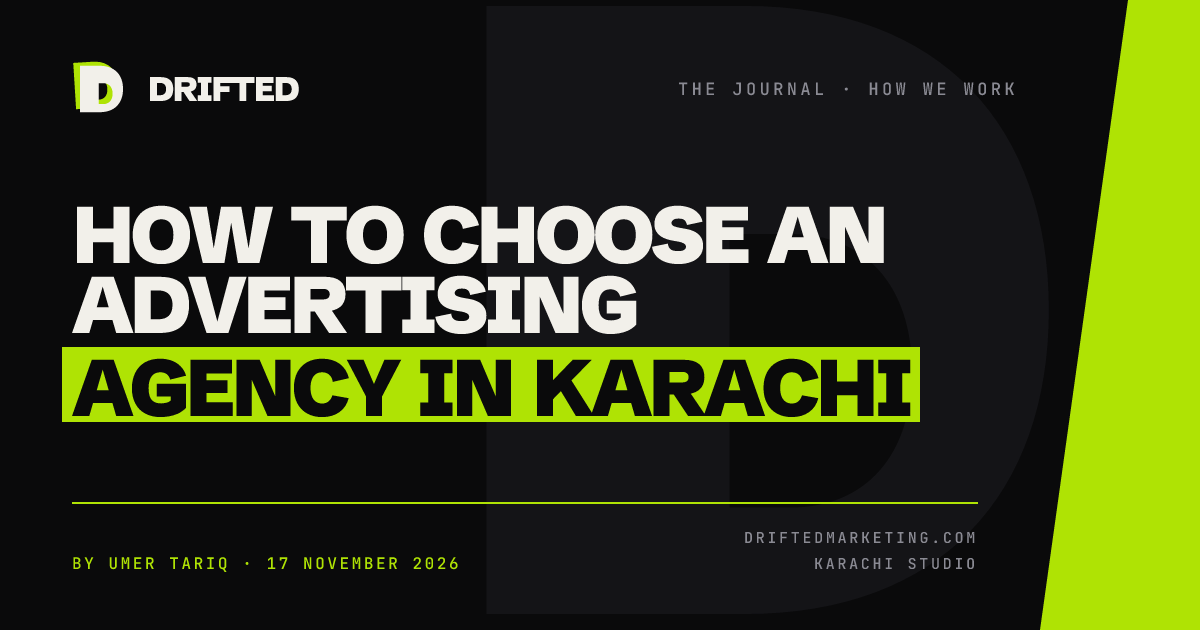 DRIFTED
THE JOURNAL · HOW WE WORK
HOW TO CHOOSE AN
ADVERTISING
AGENCY IN KARACHI
DRIFTEDMARKETING.COM
BY UMER TARIQ · 17 NOVEMBER 2026
KARACHI STUDIO